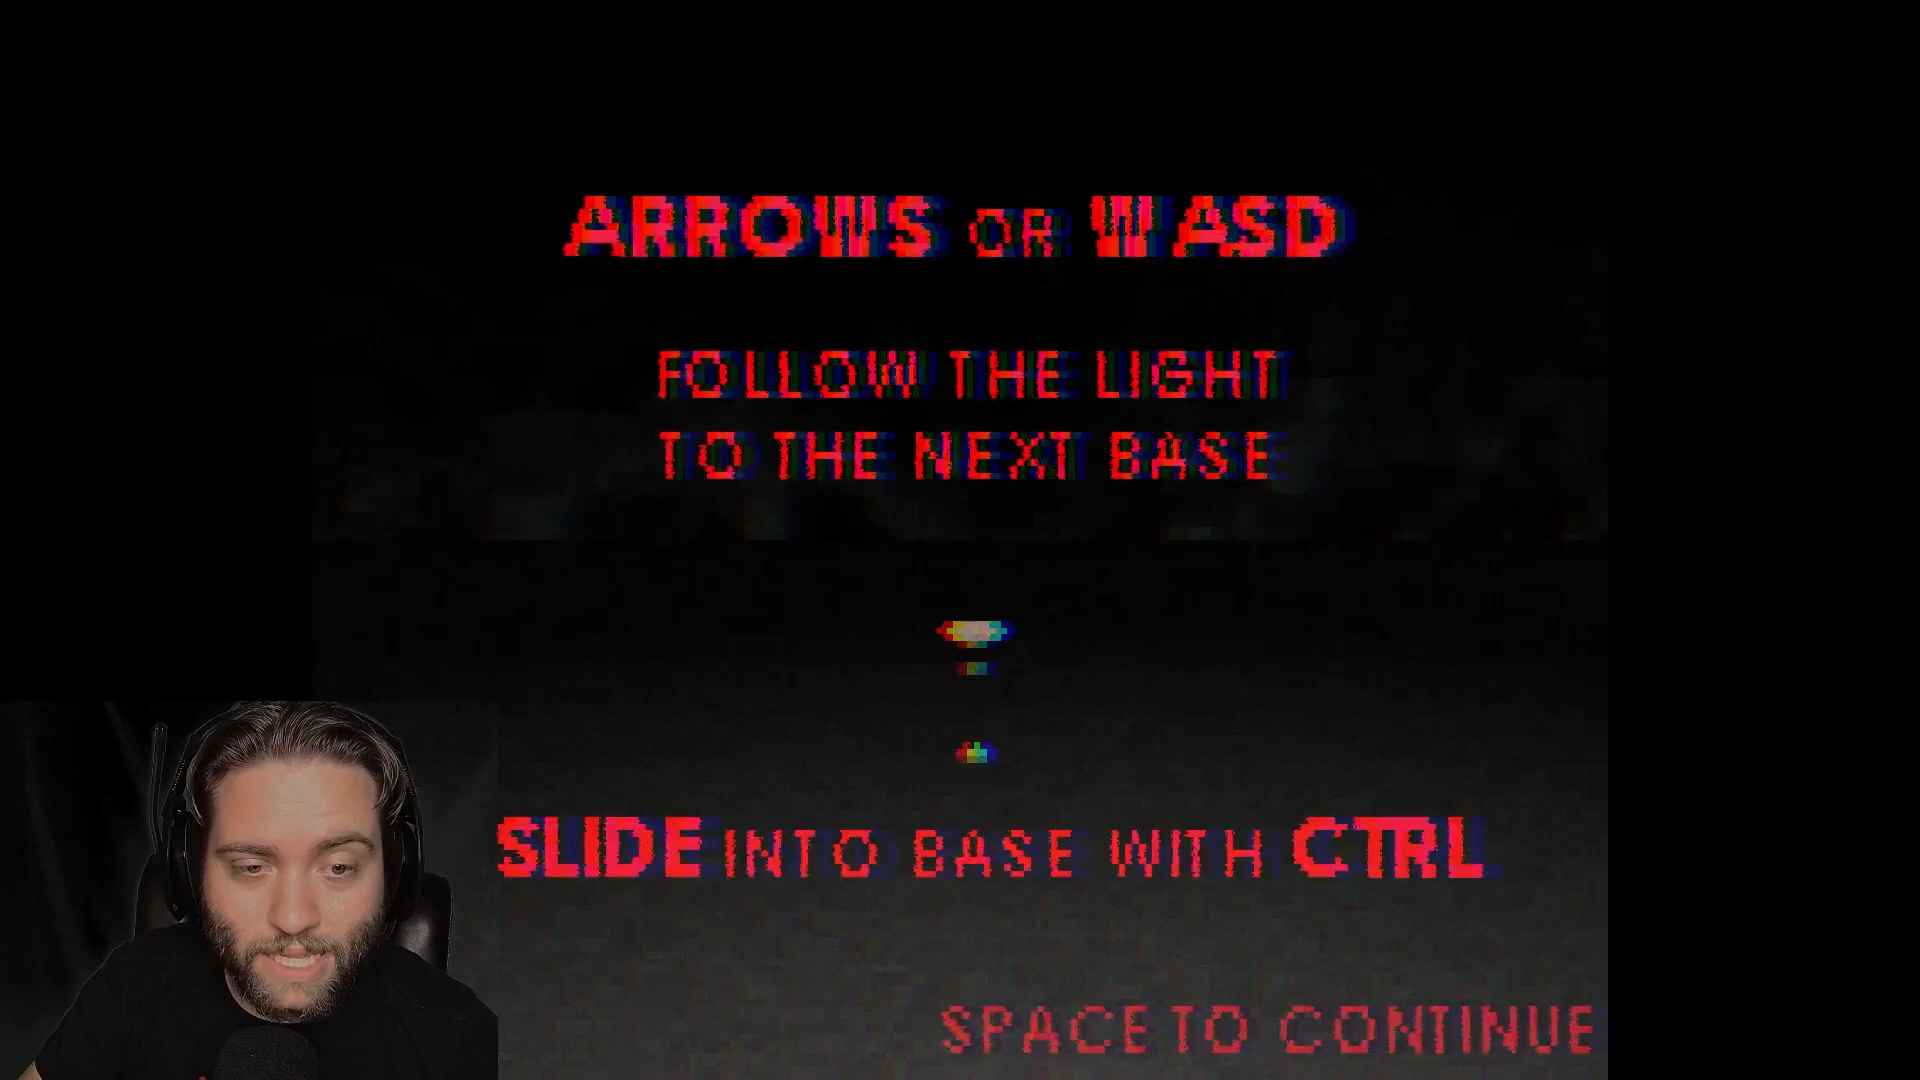 ARROWS OR WASD
FOLLOW THE LIGHT
TO THE NEXT BASE
SLIDE INTO BASE WITH CTRL
SPACE TO CONTINUE